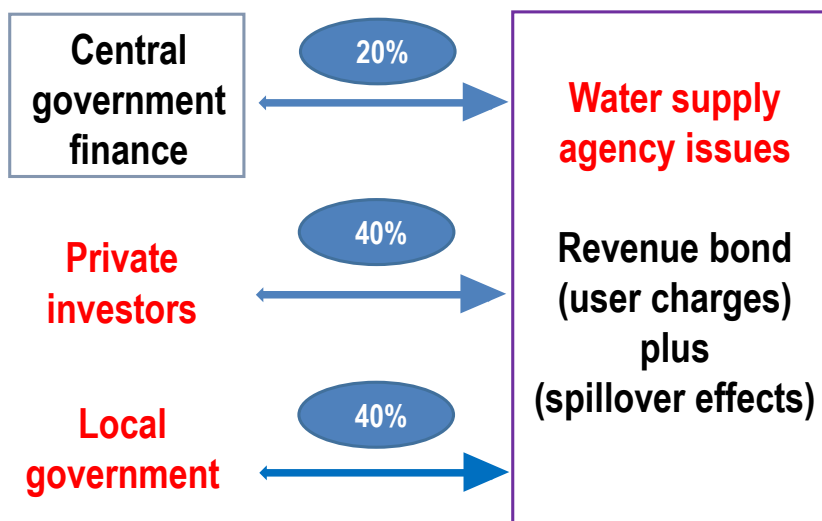 Central
government
finance
20%
Private
investors
40%
Local
government
40%
Water supply
agency issues
Revenue bond
(user charges)
plus
(spillover effects)